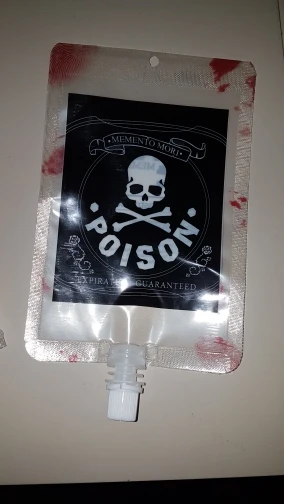 • MEMENTO MORI •
• POISON •
GUARANTEED